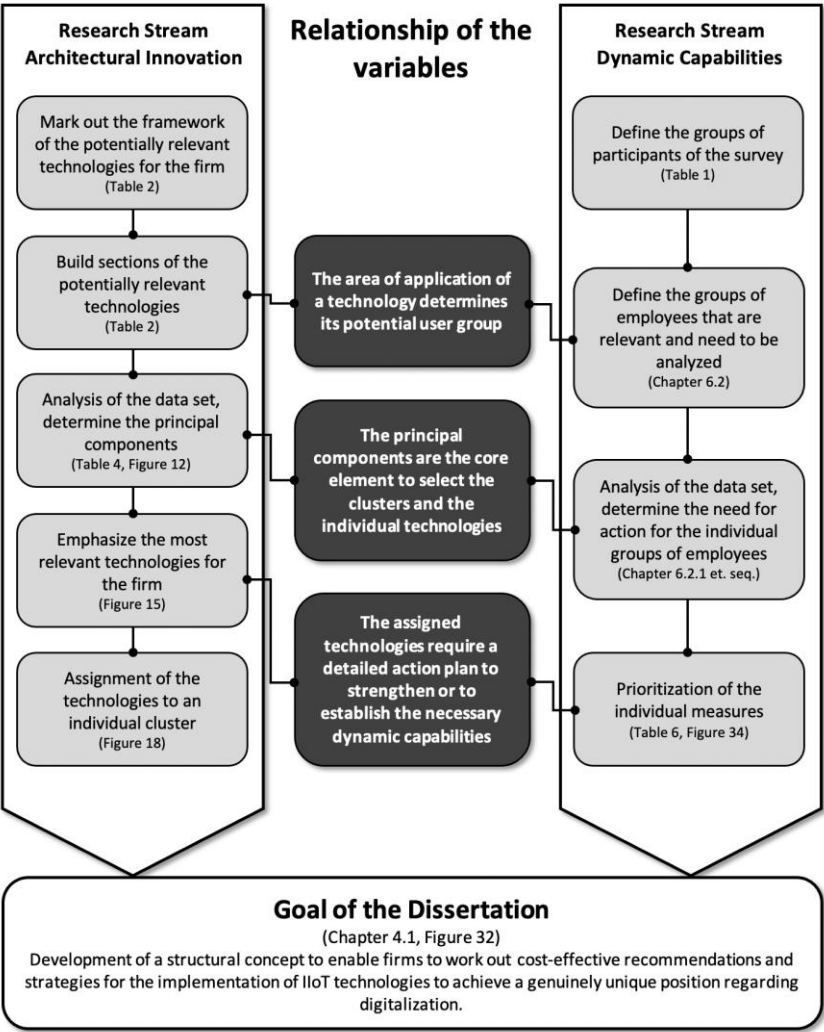 Research Stream
Architectural Innovation
Mark out the framework
of the potentially relevant
technologies for the firm
(Table 2)
Build sections of the
potentially relevant
technologies
(Table 2)
Analysis of the data set,
determine the principal
components
(Table 4, Figure 12)
Emphasize the most
relevant technologies for
the firm
(Figure 15)
Assignment of the
technologies to an
individual cluster
(Figure 18)
Relationship of the
variables
The area of application of
a technology determines
its potential user group
The principal
components are the core
element to select the
clusters and the
individual technologies
The assigned
technologies require a
detailed action plan to
strengthen or to
establish the necessary
dynamic capabilities
Research Stream
Dynamic Capabilities
Define the groups of
participants of the survey
(Table 1)
Define the groups of
employees that are
relevant and need to be
analyzed
(Chapter 6.2)
Analysis of the data set,
determine the need for
action for the individual
groups of employees
(Chapter 6.2.1 et. seq.)
Prioritization of the
individual measures
(Table 6, Figure 34)
Goal of the Dissertation
(Chapter 4.1, Figure 32)
Development of a structural concept to enable firms to work out cost-effective recommendations and
strategies for the implementation of IIoT technologies to achieve a genuinely unique position regarding
digitalization.